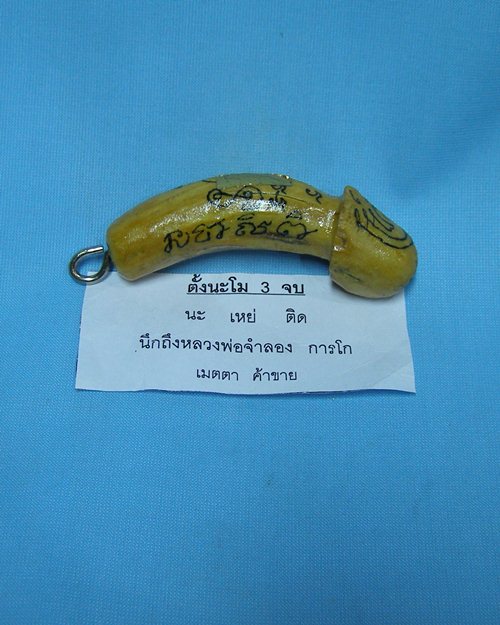 ตั้งนะโม 3 จบ
นะ เหย่ ติด
นึกถึงหลวงพ่อจำลอง การโก
เมตตา ค้าขาย